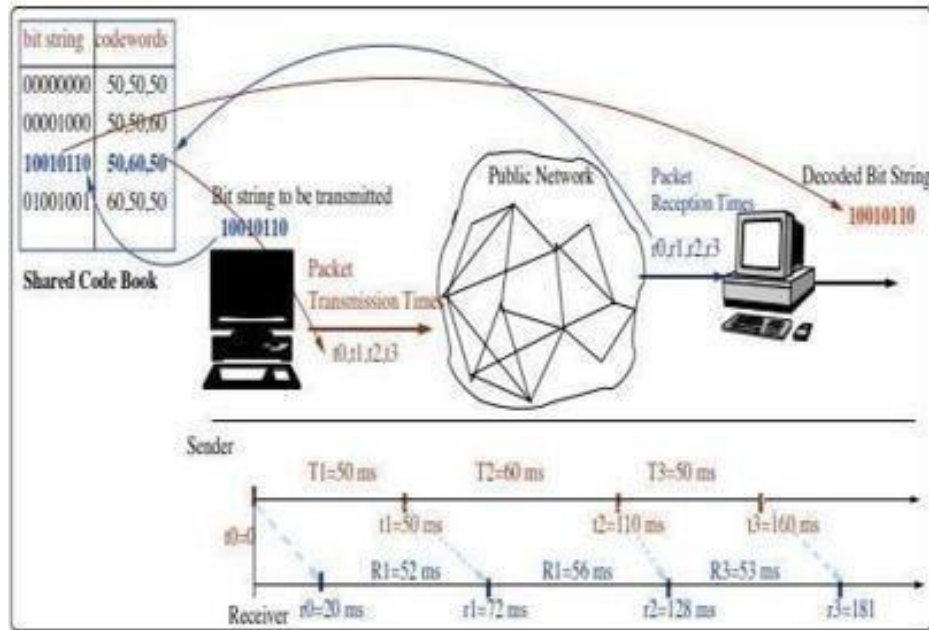 bit string codewords
00000000 50,50,50
00001000 50,50,60
10010110 50,60,50
01001001 60,50,50
Shared Code Book
Bit string to be transmitted
10010110
Packet
Transmission Times
t0,t1,t2,t3
Public Network
Packet
Reception Times
r0,r1,r2,r3
Decoded Bit String
10010110
Sender
T1=50 ms T2=60 ms T3=50 ms
t0=0
t1=50 ms t2=110 ms t3=160 ms
R1=52 ms R1=56 ms R3=53 ms
Receiver r0=20 ms r1=72 ms r2=128 ms r3=181